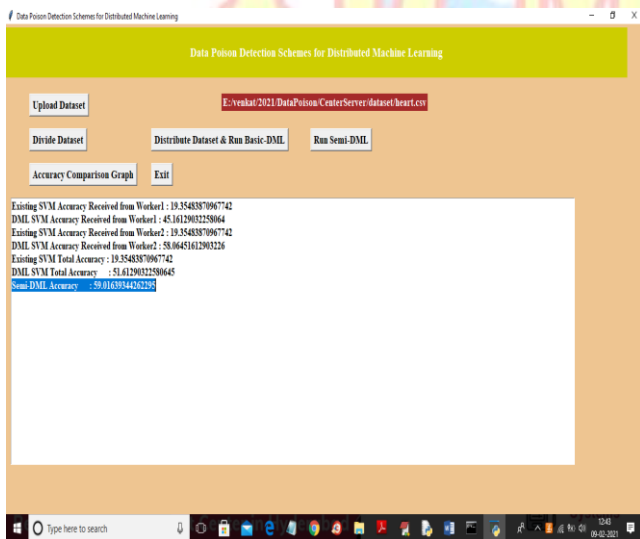 Data Poison Detection Schemes for Distributed Machine Learning
Data Poison Detection Schemes for Distributed Machine Learning
Upload Dataset
E:/venkat/2021/DataPoison/CenterServer/dataset/heart.csv
Divide Dataset
Distribute Dataset & Run Basic-DML
Run Semi-DML
Accuracy Comparison Graph
Exit
Existing SVM Accuracy Received from Worker1 : 19.35483870967742
DML SVM Accuracy Received from Worker1 : 45.16129032258064
Existing SVM Accuracy Received from Worker2 : 19.35483870967742
DML SVM Accuracy Received from Worker2 : 58.06451612903226
Existing SVM Total Accuracy : 19.35483870967742
DML SVM Total Accuracy : 51.61290322580645
Semi-DML Accuracy : 59.01639344262295
Type here to search
12:43
09-02-2021